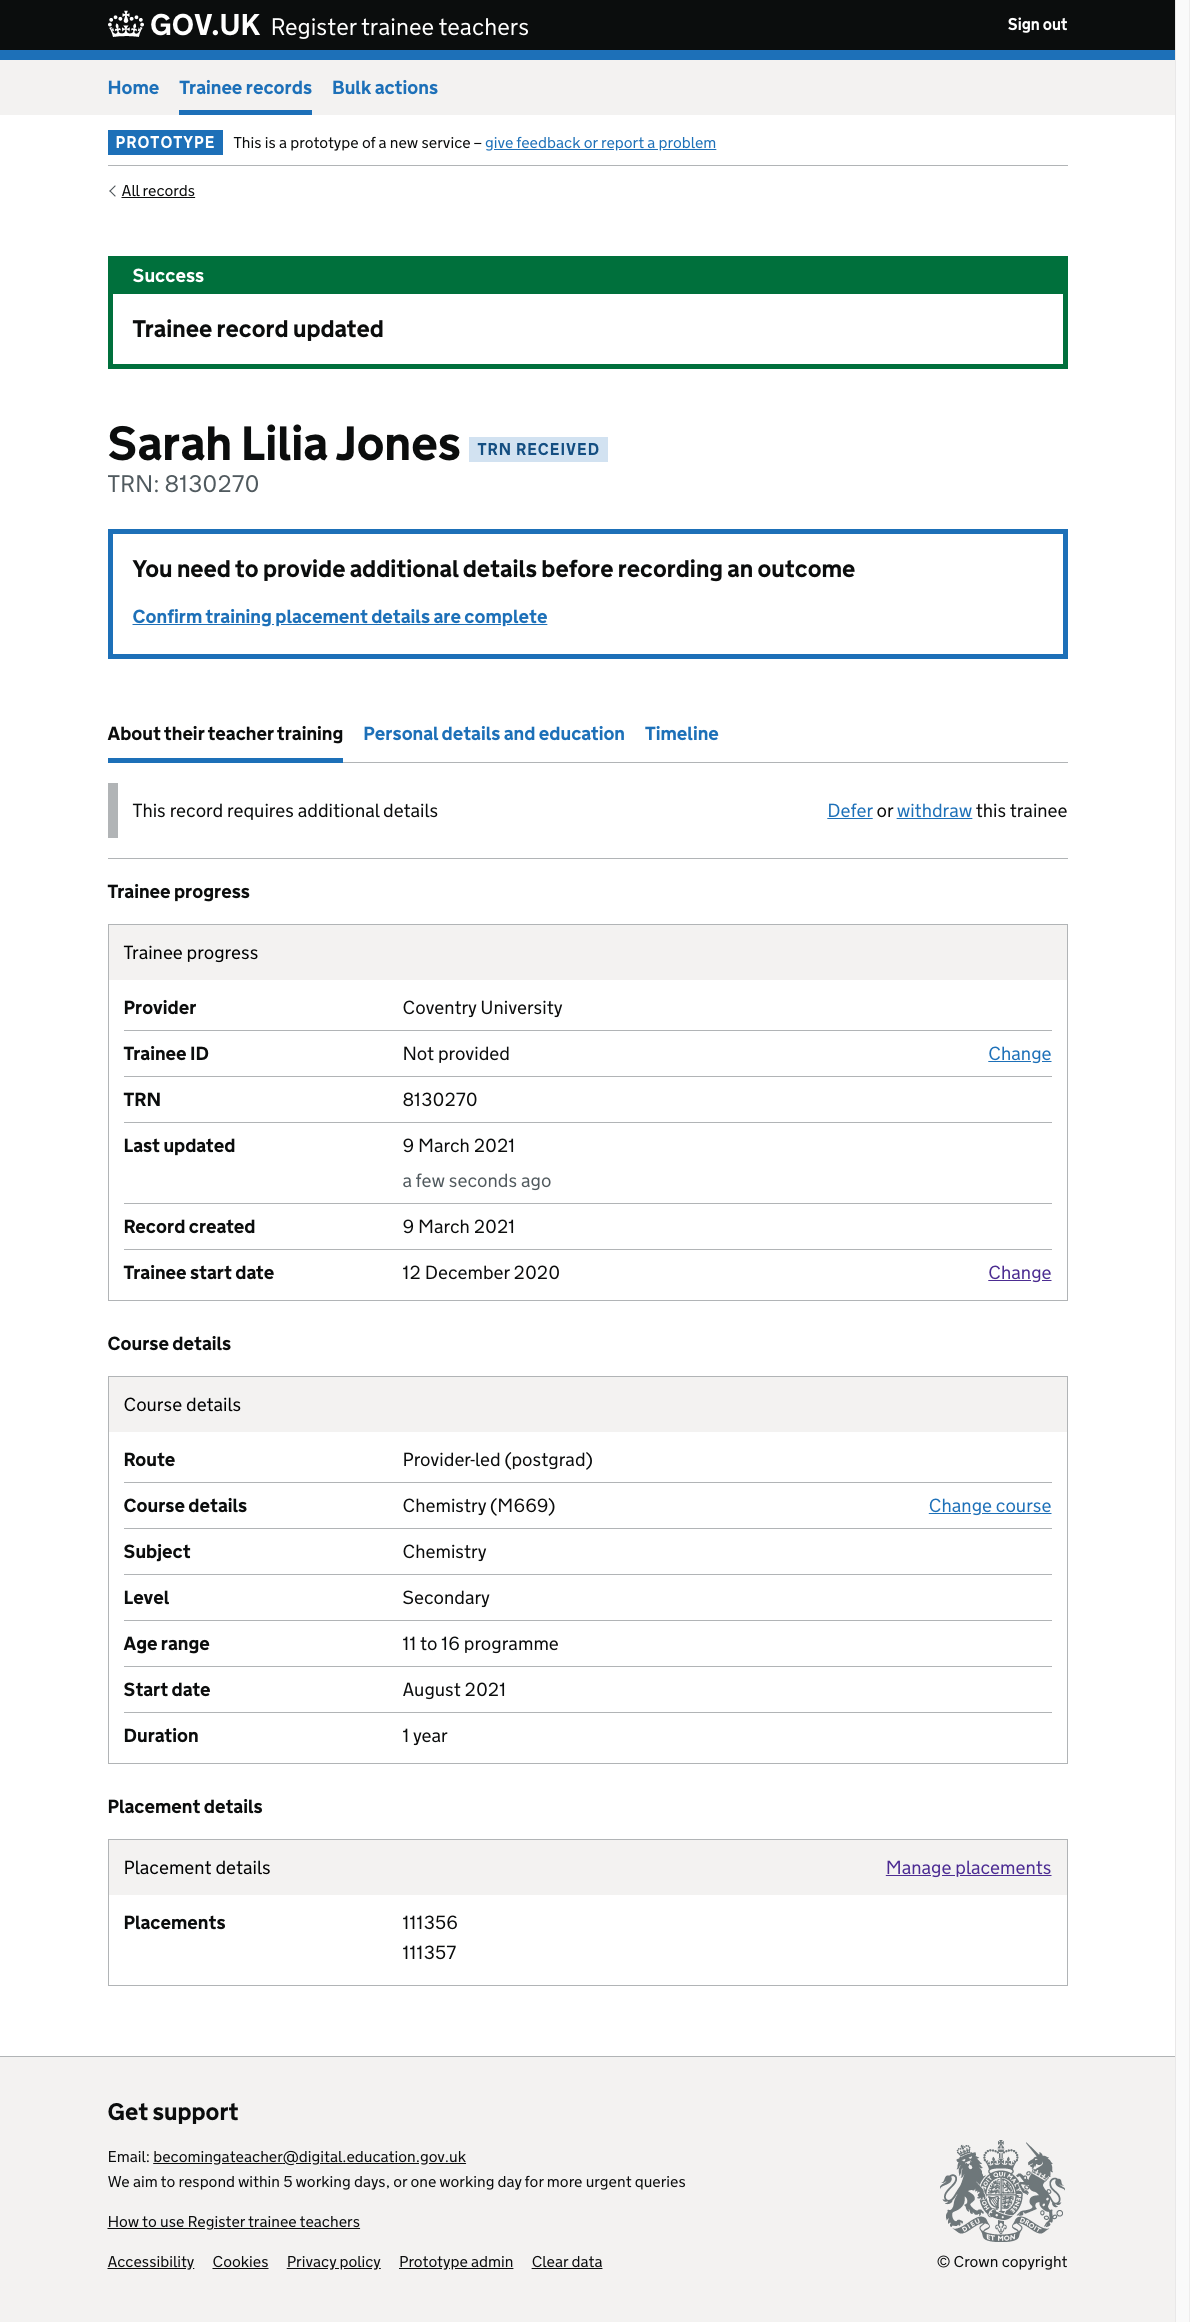 GOV.UK Register trainee teachers
Sign out
Home Trainee records Bulk actions
PROTOTYPE This is a prototype of a new service – give feedback or report a problem
All records
Success
Trainee record updated
Sarah Lilia Jones TRN RECEIVED
TRN: 8130270
You need to provide additional details before recording an outcome
Confirm training placement details are complete
About their teacher training Personal details and education Timeline
This record requires additional details Defer or withdraw this trainee
Trainee progress
Trainee progress
Provider Coventry University
Trainee ID Not provided Change
TRN 8130270
Last updated 9 March 2021
a few seconds ago
Record created 9 March 2021
Trainee start date 12 December 2020 Change
Course details
Course details
Route Provider-led (postgrad)
Course details Chemistry (M669) Change course
Subject Chemistry
Level Secondary
Age range 11 to 16 programme
Start date August 2021
Duration 1 year
Placement details
Placement details Manage placements
Placements 111356
111357
Get support
Email: becomingateacher@digital.education.gov.uk
We aim to respond within 5 working days, or one working day for more urgent queries
How to use Register trainee teachers
Accessibility Cookies Privacy policy Prototype admin Clear data
DIEU ET MON DROIT
© Crown copyright